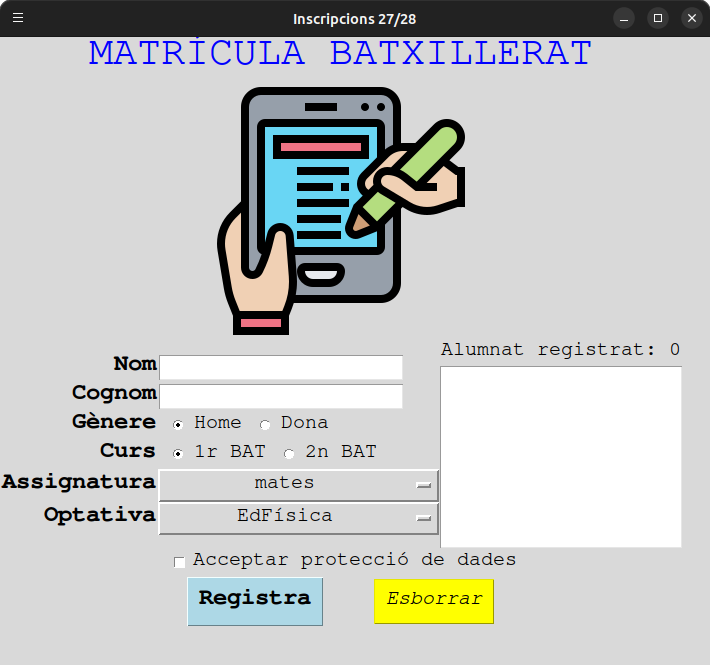 Inscripcions 27/28
MATRÍCULA BATXILLERAT
Alumnat registrat: 0
Nom
Cognom
Gènere Home Dona
Curs 1r BAT 2n BAT
Assignatura mates
Optativa EdFísica
Acceptar protecció de dades
Registra Esborrar